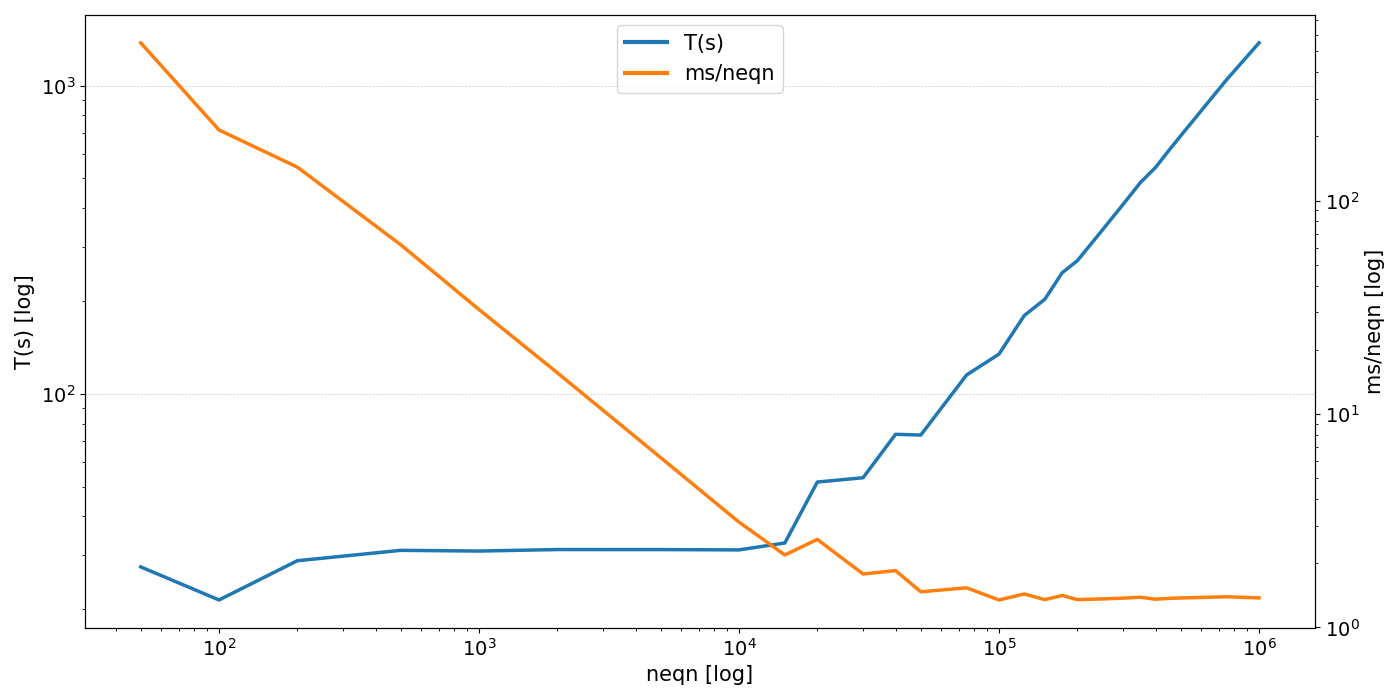 T(s)
ms/neqn
10³
10²
T(s) [log]
10²
10¹
10⁰
ms/neqn [log]
10²
10³
10⁴
10⁵
10⁶
neqn [log]